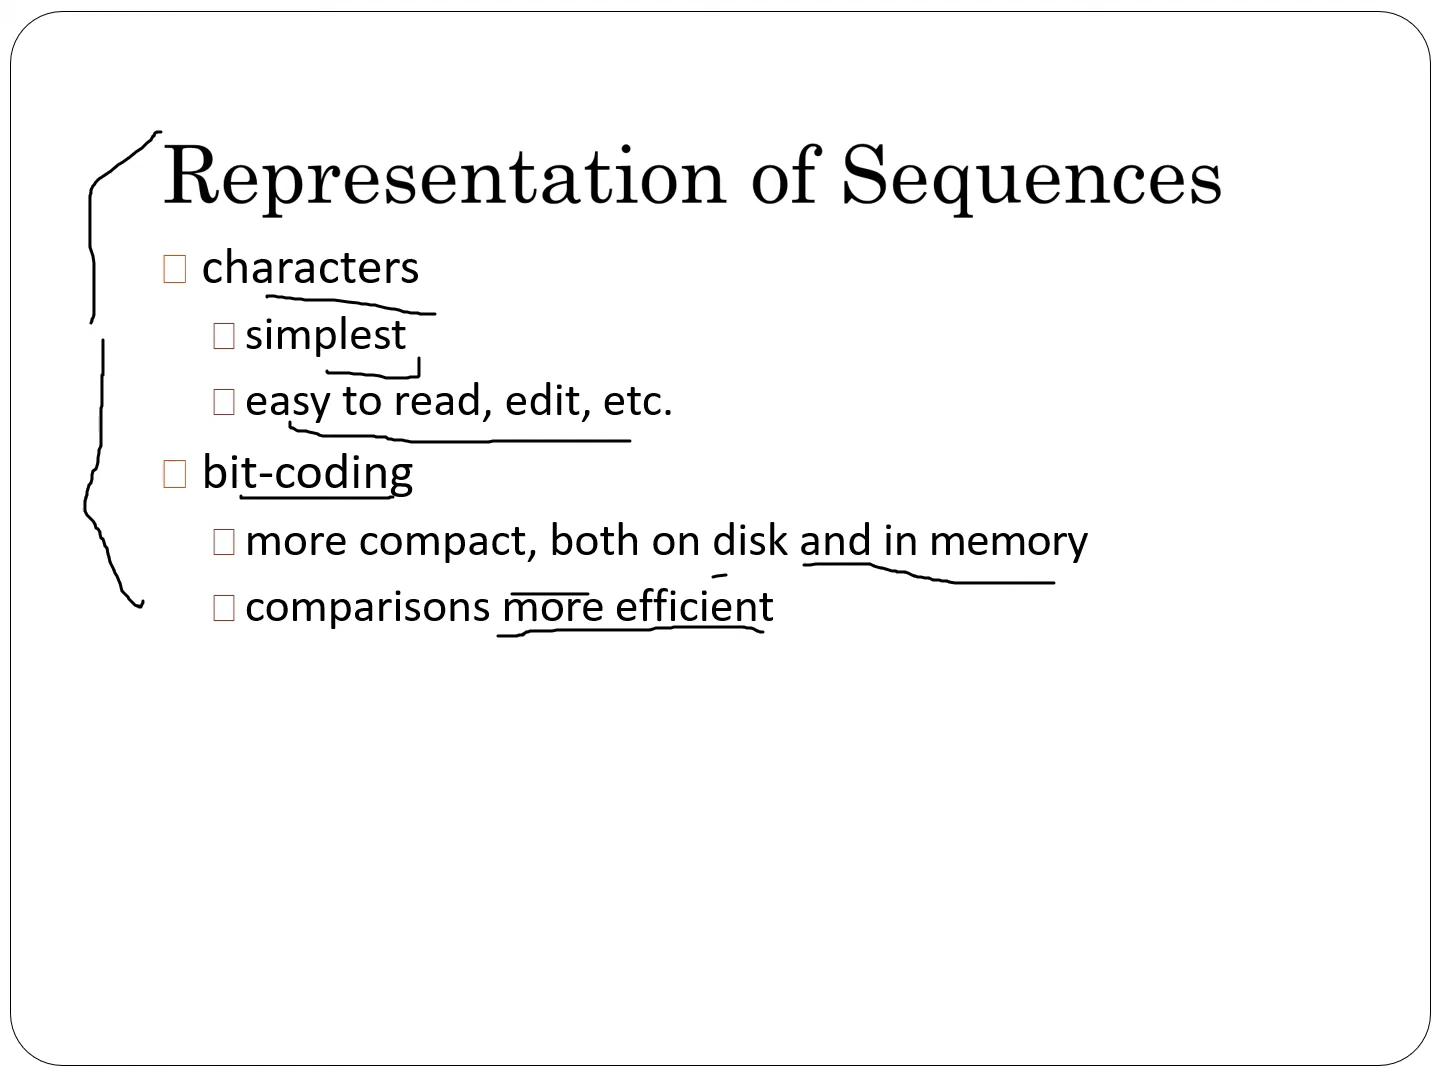 Representation of Sequences
characters
simplest
easy to read, edit, etc.
bit-coding
more compact, both on disk and in memory
comparisons more efficient